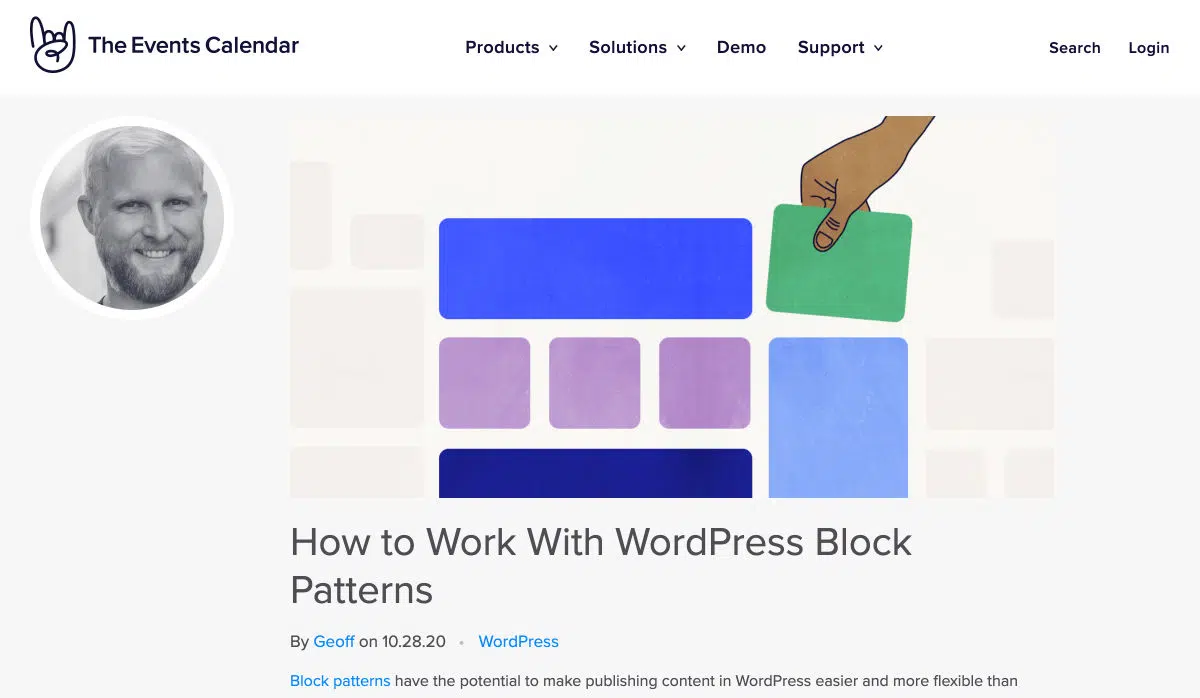 The Events Calendar
Products
Solutions
Demo
Support
Search
Login
How to Work With WordPress Block
Patterns
By Geoff on 10.28.20 • WordPress
Block patterns have the potential to make publishing content in WordPress easier and more flexible than